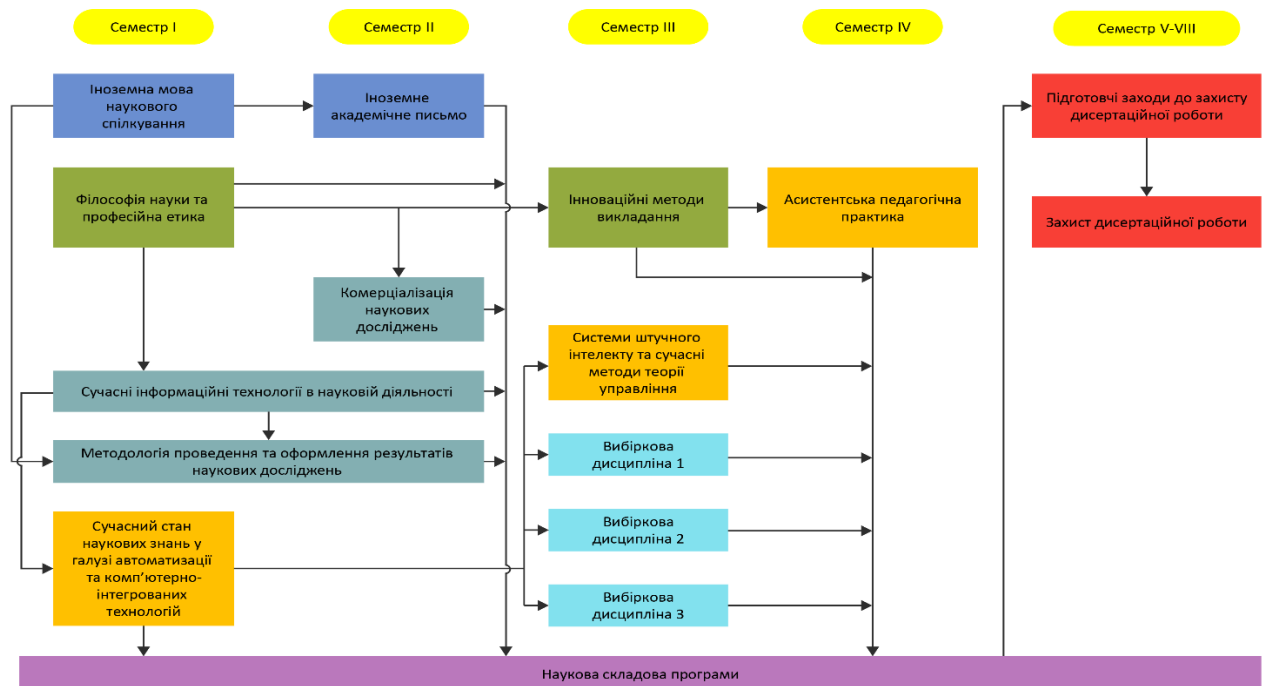 Семестр I
Семестр II
Семестр III
Семестр IV
Семестр V-VIII
Іноземна мова
наукового
спілкування
Іноземне
академічне письмо
Підготовчі заходи до захисту
дисертаційної роботи
Філософія науки та
професійна етика
Інноваційні методи
викладання
Асистентська педагогічна
практика
Захист дисертаційної роботи
Комерціалізація
наукових
досліджень
Системи штучного
інтелекту та сучасні
методи теорії
управління
Сучасні інформаційні технології в науковій діяльності
Методологія проведення та оформлення результатів
наукових досліджень
Вибіркова
дисципліна 1
Сучасний стан
наукових знань у
галузі автоматизації
та комп’ютерно-
інтегрованих
технологій
Вибіркова
дисципліна 2
Вибіркова
дисципліна 3
Наукова складова програми